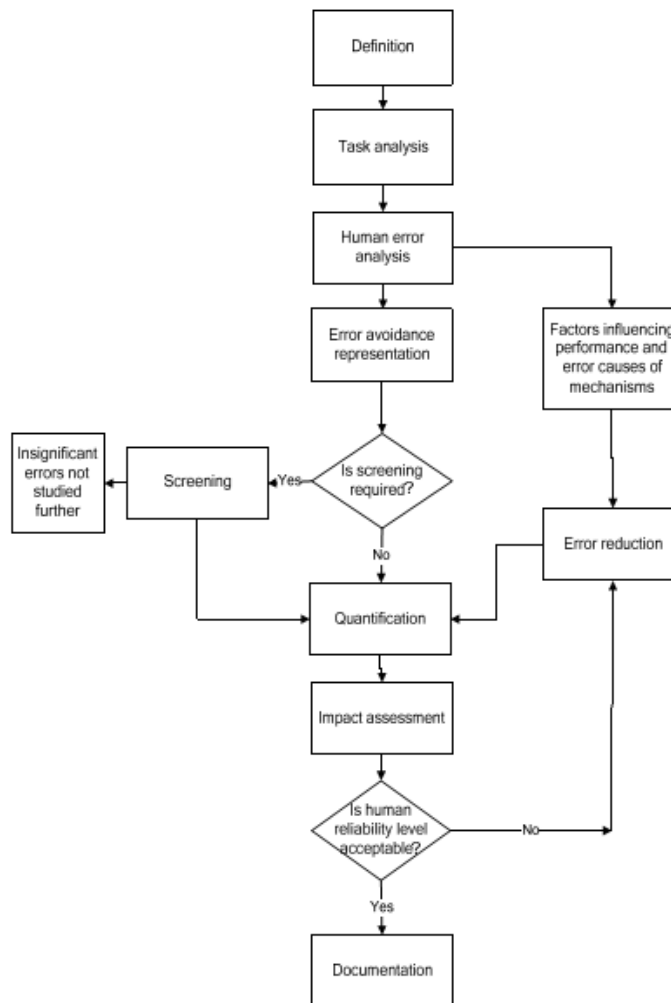 Definition
Task analysis
Human error
analysis
Error avoidance
representation
Factors influencing
performance and
error causes of
mechanisms
Is screening
required?
Yes
Screening
Insignificant
errors not
studied
further
No
Error reduction
Quantification
Impact assessment
Is human
reliability level
acceptable?
No
Yes
Documentation